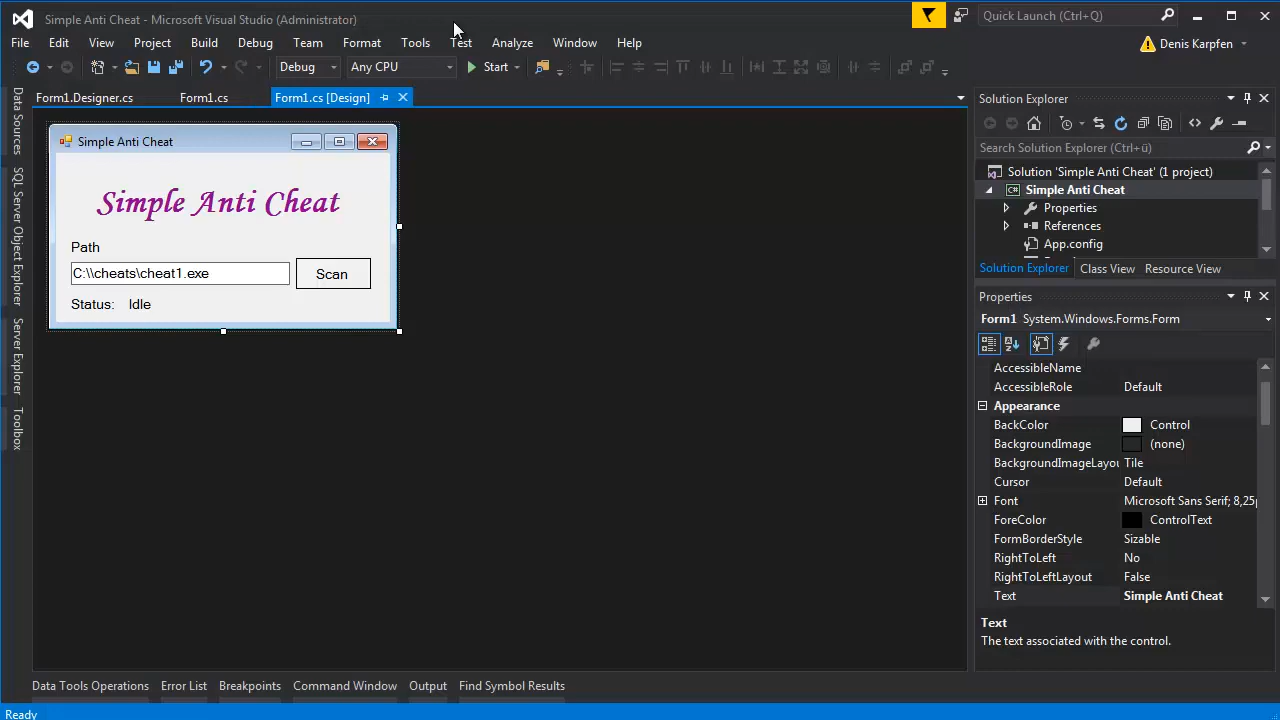 Simple Anti Cheat - Microsoft Visual Studio (Administrator)
Quick Launch (Ctrl+Q)
File Edit View Project Build Debug Team Format Tools Test Analyze Window Help
Denis Karpfen
Debug Any CPU Start
Form1.Designer.cs Form1.cs Form1.cs [Design]
Data Sources
SQL Server Object Explorer
Server Explorer
Toolbox
Simple Anti Cheat
Simple Anti Cheat
Path
C:\\cheats\cheat1.exe
Scan
Status: Idle
Solution Explorer
Search Solution Explorer (Ctrl+ü)
Solution 'Simple Anti Cheat' (1 project)
C# Simple Anti Cheat
Properties
References
App.config
Solution Explorer Class View Resource View
Properties
Form1 System.Windows.Forms.Form
AccessibleName
AccessibleRole Default
Appearance
BackColor Control
BackgroundImage (none)
BackgroundImageLayou Tile
Cursor Default
Font Microsoft Sans Serif; 8,25p
ForeColor ControlText
FormBorderStyle Sizable
RightToLeft No
RightToLeftLayout False
Text Simple Anti Cheat
Text
The text associated with the control.
Data Tools Operations Error List Breakpoints Command Window Output Find Symbol Results
Ready